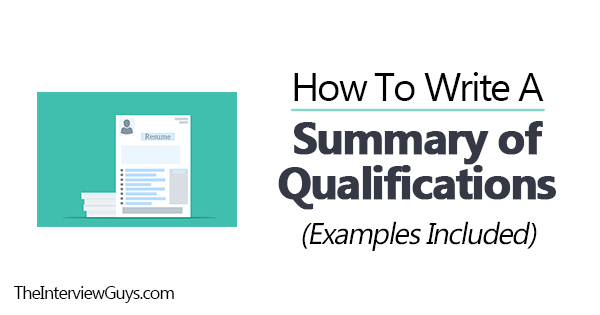 How To Write A
Summary of
Qualifications
(Examples Included)
Resume
TheInterviewGuys.com